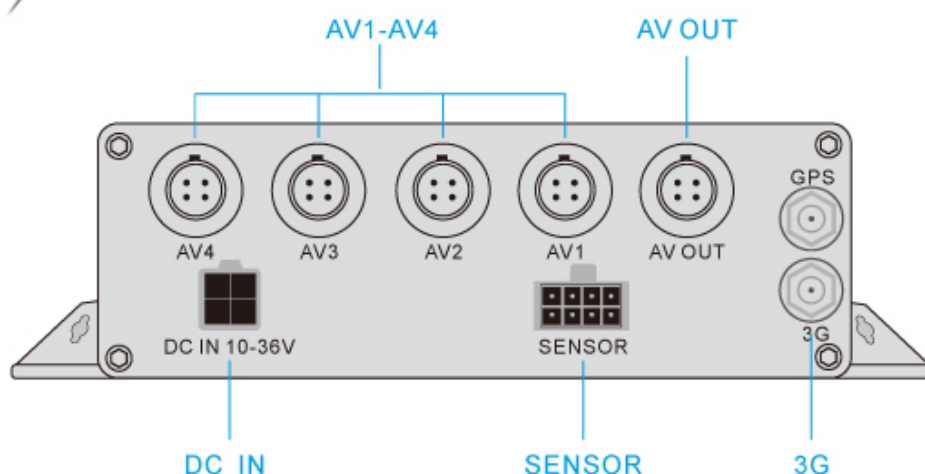 AV1-AV4 AV OUT
GPS
AV4 AV3 AV2 AV1 AV OUT
DC IN 10-36V SENSOR 3G
DC IN SENSOR 3G